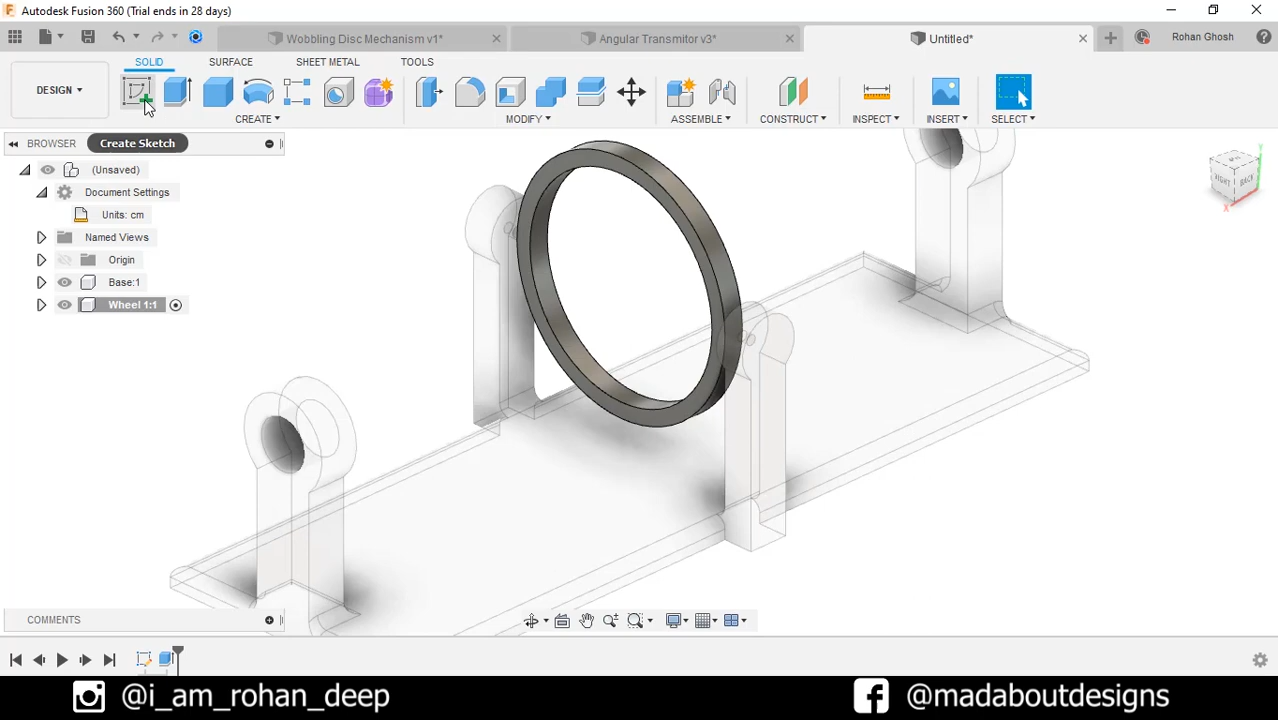 Autodesk Fusion 360 (Trial ends in 28 days)
Wobbling Disc Mechanism v1*
Angular Transmitor v3*
Untitled*
Rohan Ghosh
SOLID
SURFACE
SHEET METAL
TOOLS
DESIGN
CREATE
MODIFY
ASSEMBLE
CONSTRUCT
INSPECT
INSERT
SELECT
BROWSER
Create Sketch
(Unsaved)
Document Settings
Units: cm
Named Views
Origin
Base:1
Wheel 1:1
RIGHT
BACK
Y
X
COMMENTS
@i_am_rohan_deep
@madaboutdesigns